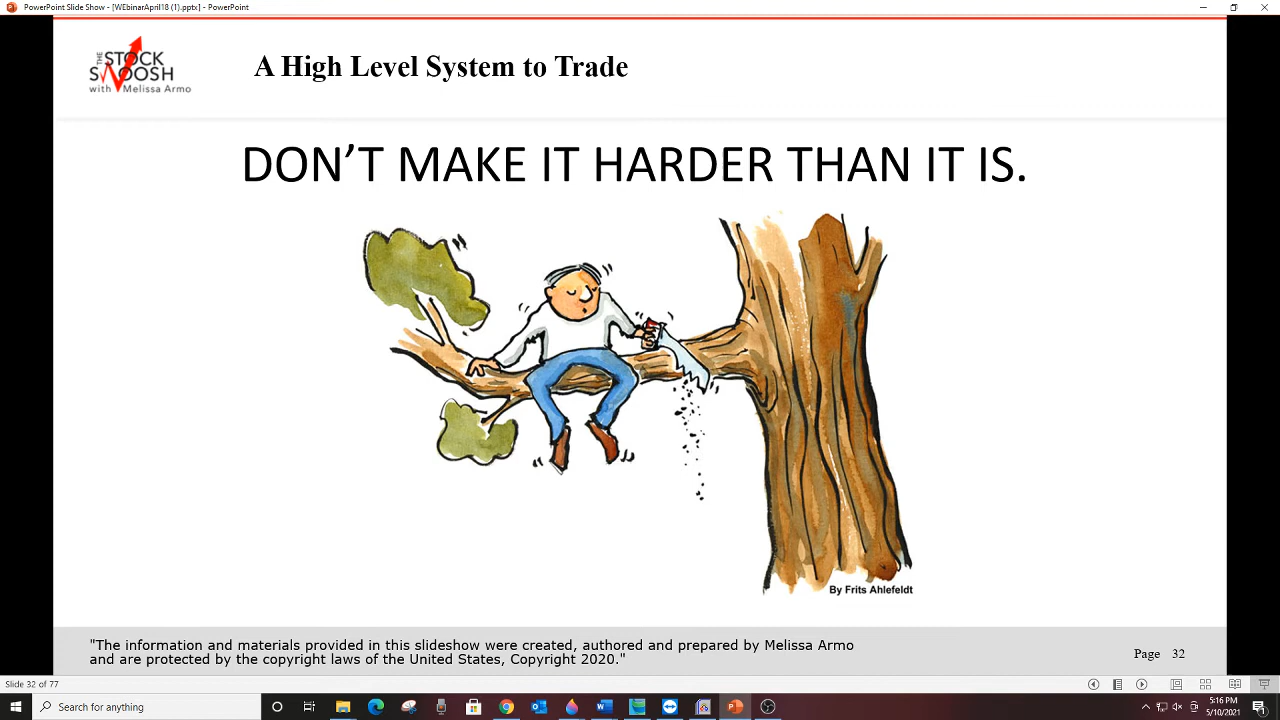 PowerPoint Slide Show - [WEbinarApril18 (1).pptx] - PowerPoint
THE
STOCK
SWOOSH
with Melissa Armo
A High Level System to Trade
DON’T MAKE IT HARDER THAN IT IS.
By Frits Ahlefeldt
"The information and materials provided in this slideshow were created, authored and prepared by Melissa Armo
and are protected by the copyright laws of the United States, Copyright 2020."
Page 32
Slide 32 of 77
Search for anything
5:16 PM
5/10/2021